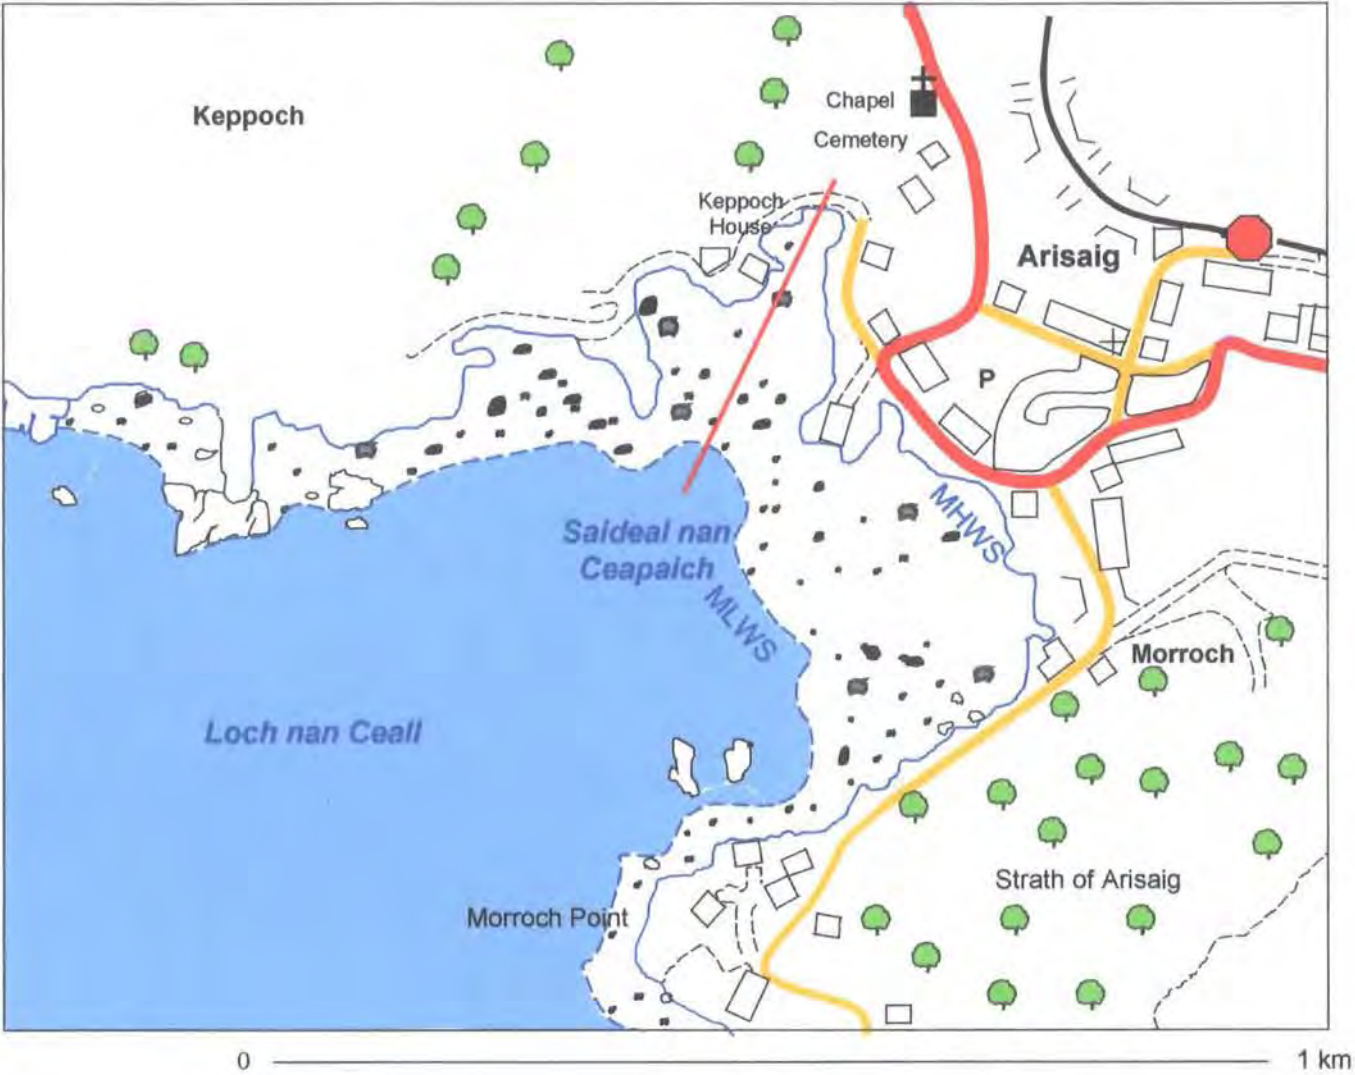 Keppoch
Chapel
Cemetery
Keppoch
House
Arisaig
P
MHWS
Saideal nan
Ceapaich
MLWS
Morroch
Loch nan Ceall
Strath of Arisaig
Morroch Point
0
1 km